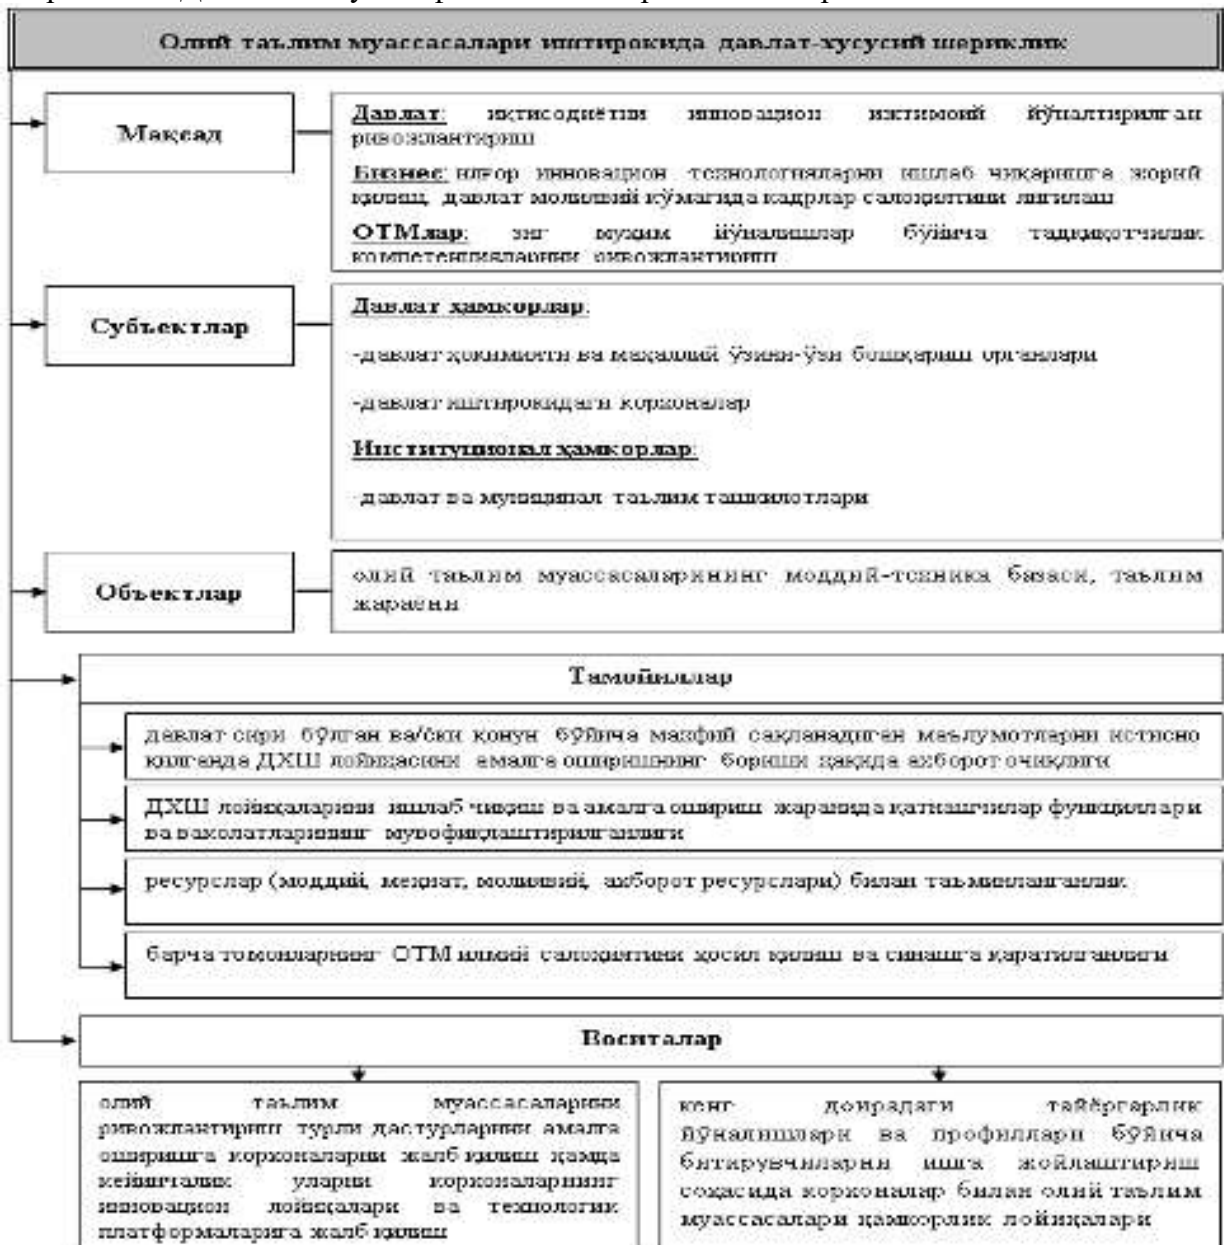 Олий таълим муассасалари иштирокида давлат-хусусий шериклик
Мақсад
Давлат: иқтисодиётни инновацион ижтимоий йўналтирилган
ривожлантириш
Бизнес: илғор инновацион технологияларни ишлаб чиқаришга жорий
қилиш, давлат молиявий кўмагида кадрлар салоҳиятини янгилаш
ОТМлар: энг муҳим йўналишлар бўйича тадқиқотчилик
компетенцияларини ривожлантириш
Субъектлар
Давлат ҳамкорлар:
-давлат ҳокимияти ва маҳаллий ўзини-ўзи бошқариш органлари
-давлат иштирокидаги корхоналар
Институционал ҳамкорлар:
-давлат ва муниципал таълим ташкилотлари
Объектлар
олий таълим муассасаларининг моддий-техника базаси, таълим
жараёни
Тамойиллар
давлат сири бўлган ва/ёки қонун бўйича махфий сақланадиган маълумотларни истисно
қилганда ДХШ лойиҳасини амалга оширишнинг бориши ҳақида ахборот очиқлиги
ДХШ лойиҳаларини ишлаб чиқиш ва амалга ошириш жаранида қатнашчилар функциялари
ва ваколатларининг мувофиқлаштирилганлиги
ресурслар (моддий, меҳнат, молиявий, ахборот ресурслари) билан таъминланганлик
барча томонларнинг ОТМ илмий салоҳиятини ҳосил қилиш ва синашга қаратилганлиги
Воситалар
олий таълим муассасаларини
ривожлантириш турли дастурларини амалга
оширишга корхоналарни жалб қилиш ҳамда
кейинчалик уларни корхоналарнинг
инновацион лойиҳалари ва технологик
платформаларига жалб қилиш
кенг доирадаги тайёргарлик
йўналишлари ва профиллари бўйича
битирувчиларни ишга жойлаштириш
соҳасида корхоналар билан олий таълим
муассасалари ҳамкорлик лойиҳалари